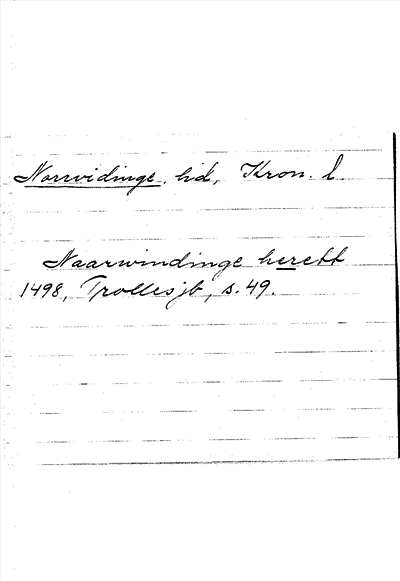 Norrvidinge hd, Kron. l
Naarwindinge herett
1498, Trolles jb, s. 49.